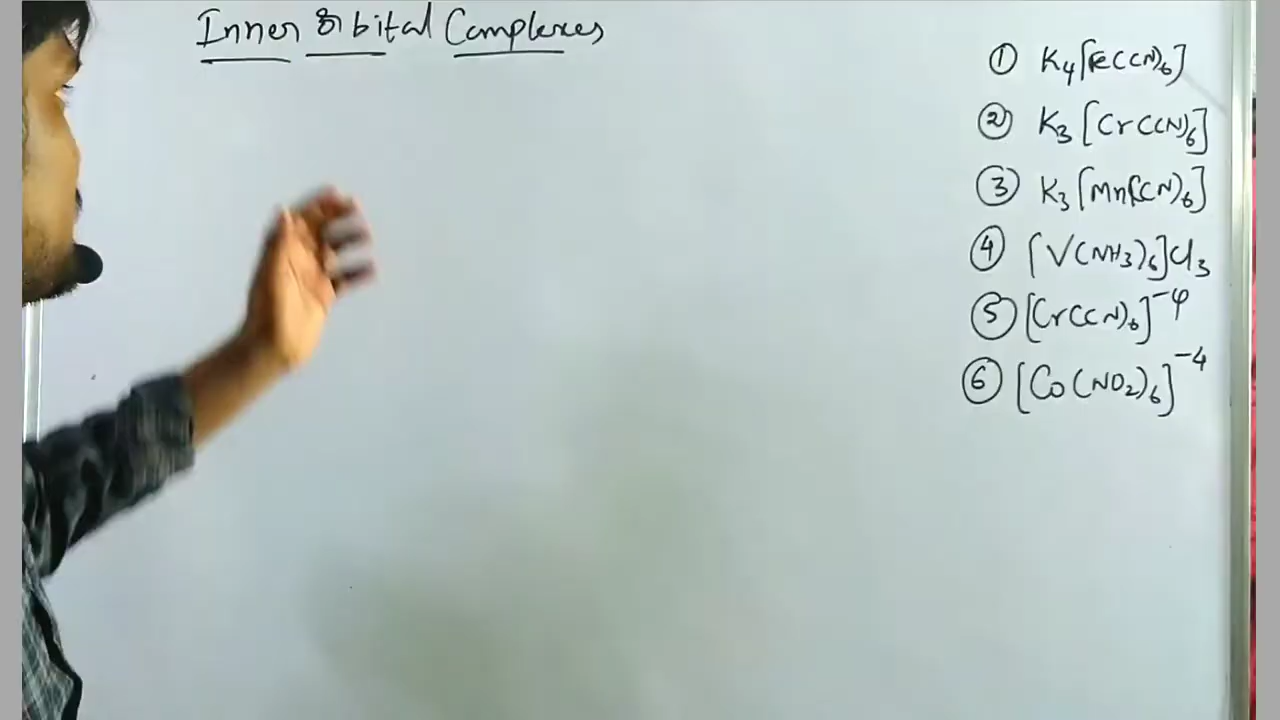 Inner Orbital Complexes
① K₄[Fe(CN)₆]
② K₃[Cr(CN)₆]
③ K₃[Mn(CN)₆]
④ [V(NH₃)₆]Cl₃
⑤ [Cr(CN)₆]⁻⁴
⑥ [Co(NO₂)₆]⁻⁴